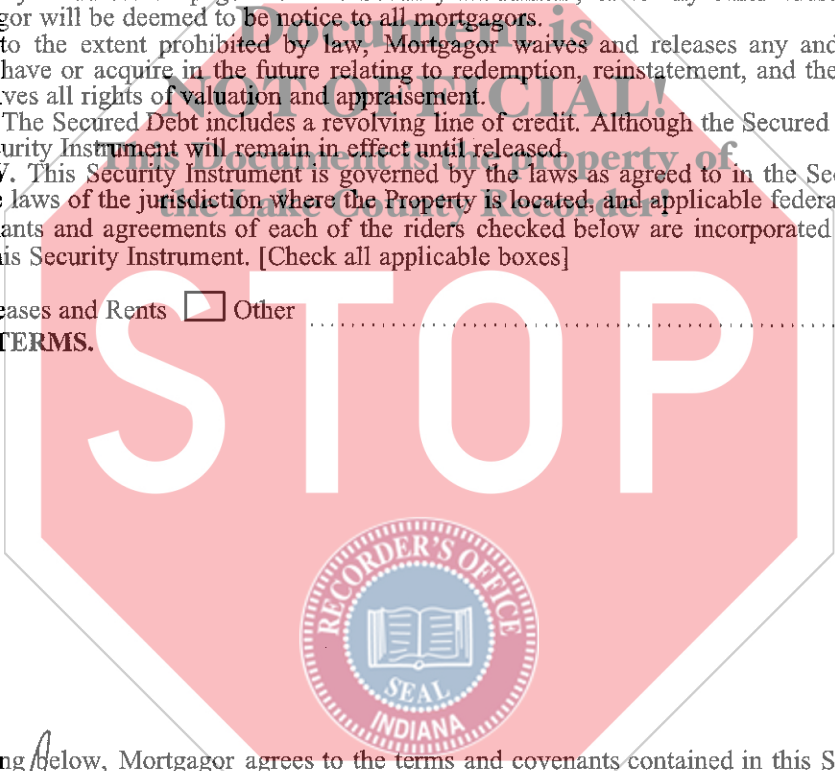 gor will be deemed to be notice to all mortgagors.
to the extent prohibited by law, Mortgagor waives and releases any and
have or acquire in the future relating to redemption, reinstatement, and the
ves all rights of valuation and appraisement.
The Secured Debt includes a revolving line of credit. Although the Secured
urity Instrument will remain in effect until released.
. This Security Instrument is governed by the laws as agreed to in the Sec
laws of the jurisdiction where the Property is located, and applicable federa
ants and agreements of each of the riders checked below are incorporated
is Security Instrument. [Check all applicable boxes]
eases and Rents Other
TERMS.
Document is
NOT OFFICIAL!
This Document is the property of
the Lake County Recorder!
STOP
RECORDER'S OFFICE
SEAL
INDIANA
ng below, Mortgagor agrees to the terms and covenants contained in this S